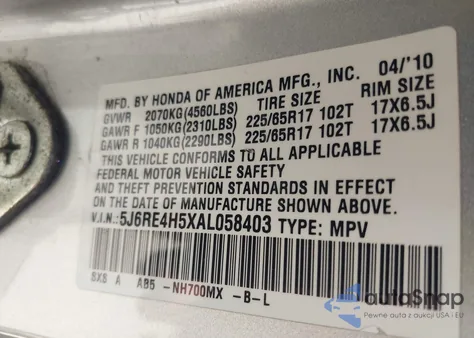 MFD. BY HONDA OF AMERICA MFG., INC. 04/'10
GVWR 2070KG(4560LBS) TIRE SIZE RIM SIZE
GAWR F 1050KG(2310LBS) 225/65R17 102T 17X6.5J
GAWR R 1040KG(2290LBS) 225/65R17 102T 17X6.5J
THIS VEHICLE CONFORMS TO ALL APPLICABLE
FEDERAL MOTOR VEHICLE SAFETY
AND THEFT PREVENTION STANDARDS IN EFFECT
ON THE DATE OF MANUFACTURE SHOWN ABOVE.
V.I.N.:5J6RE4H5XAL058403 TYPE: MPV
SXS A AB5 -NH700MX -B-L
autoSnap
Pewne auta z aukcji USA i EU